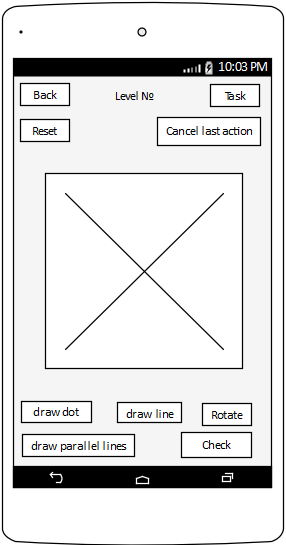 10:03 PM
Back
Level №
Task
Reset
Cancel last action
draw dot
draw line
Rotate
draw parallel lines
Check